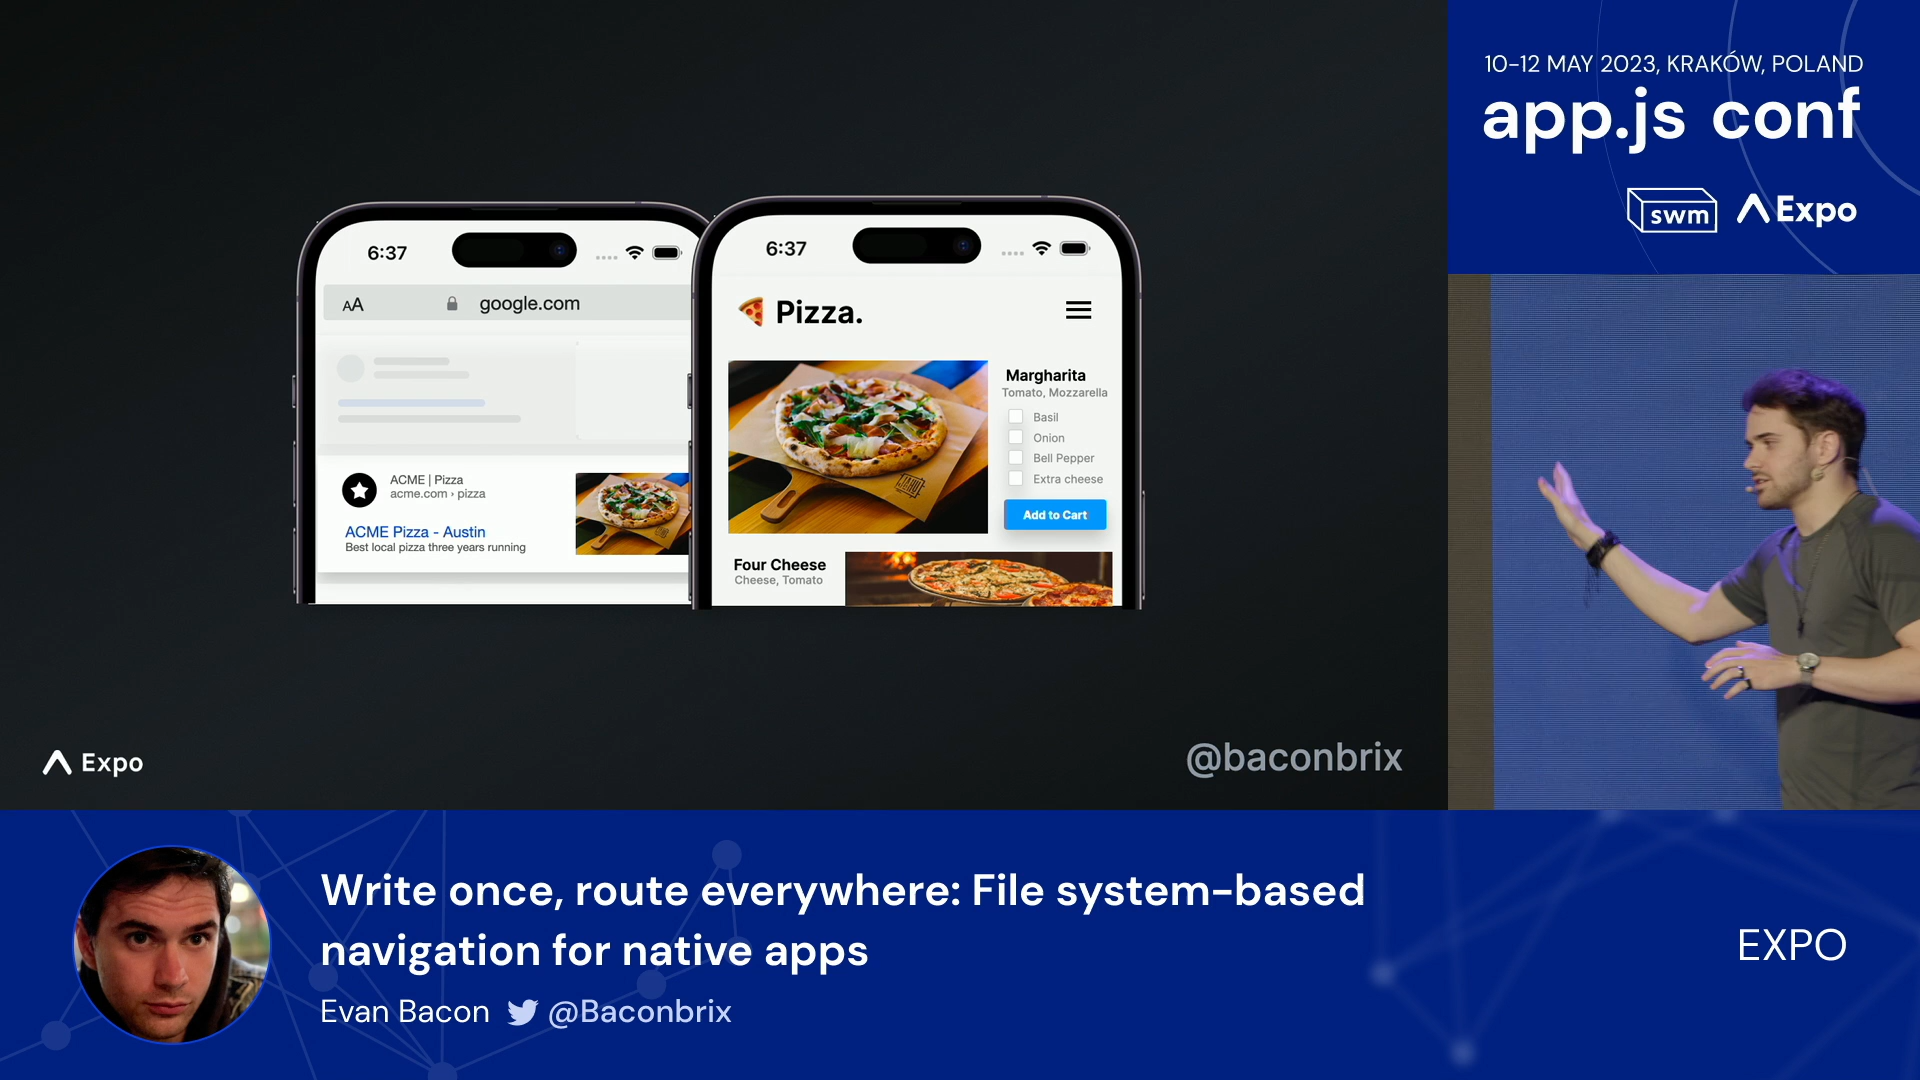 6:37
AA
google.com
ACME | Pizza
acme.com › pizza
ACME Pizza - Austin
Best local pizza three years running
6:37
🍕 Pizza.
Margharita
Tomato, Mozzarella
Basil
Onion
Bell Pepper
Extra cheese
Add to Cart
Four Cheese
Cheese, Tomato
Expo
@baconbrix
10-12 MAY 2023, KRAKÓW, POLAND
app.js conf
swm
Expo
Write once, route everywhere: File system-based
navigation for native apps
Evan Bacon @Baconbrix
EXPO